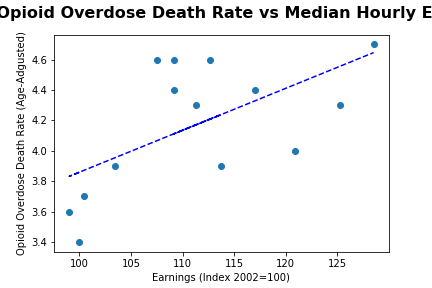 Opioid Overdose Death Rate vs Median Hourly E
Opioid Overdose Death Rate (Age-Adgusted)
4.6
4.4
4.2
4.0
3.8
3.6
3.4
100 105 110 115 120 125
Earnings (Index 2002=100)